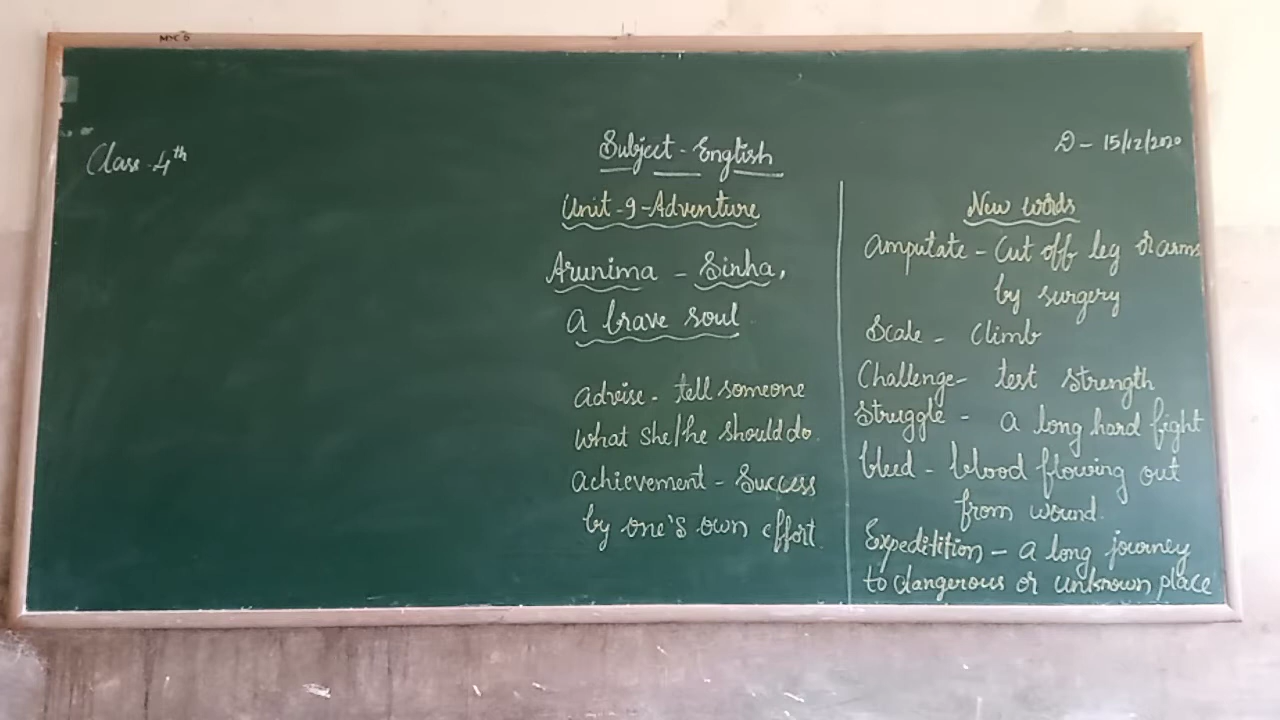 Class-4th
Subject-English
D-15/12/2020
Unit-9-Adventure
Arunima - Sinha,
A brave soul
advise- tell someone
what she/he should do.
achievement - Success
by one's own effort
New words
Amputate - Cut off leg or arms
by surgery
Scale - Climb
Challenge- test strength
Struggle - a long hard fight
bleed - blood flowing out
from wound.
Expeditition - a long journey
to dangerous or unknown place